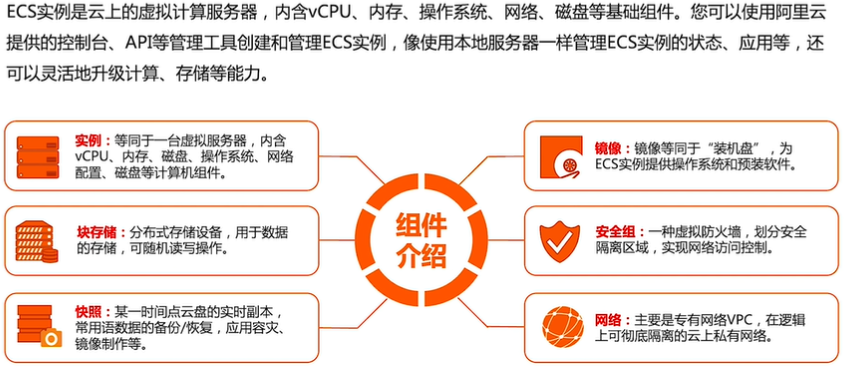 ECS实例是云上的虚拟计算服务器，内含vCPU、内存、操作系统、网络、磁盘等基础组件。您可以使用阿里云
提供的控制台、API等管理工具创建和管理ECS实例，像使用本地服务器一样管理ECS实例的状态、应用等，还
可以灵活地升级计算、存储等能力。
实例：等同于一台虚拟服务器，内含
vCPU、内存、磁盘、操作系统、网络
配置、磁盘等计算机组件。
块存储：分布式存储设备，用于数据
的存储，可随机读写操作。
快照：某一时间点云盘的实时副本，
常用语数据的备份/恢复，应用容灾、
镜像制作等。
组件
介绍
镜像：镜像等同于“装机盘”，为
ECS实例提供操作系统和预装软件。
安全组：一种虚拟防火墙，划分安全
隔离区域，实现网络访问控制。
网络：主要是专有网络VPC，在逻辑
上可彻底隔离的云上私有网络。